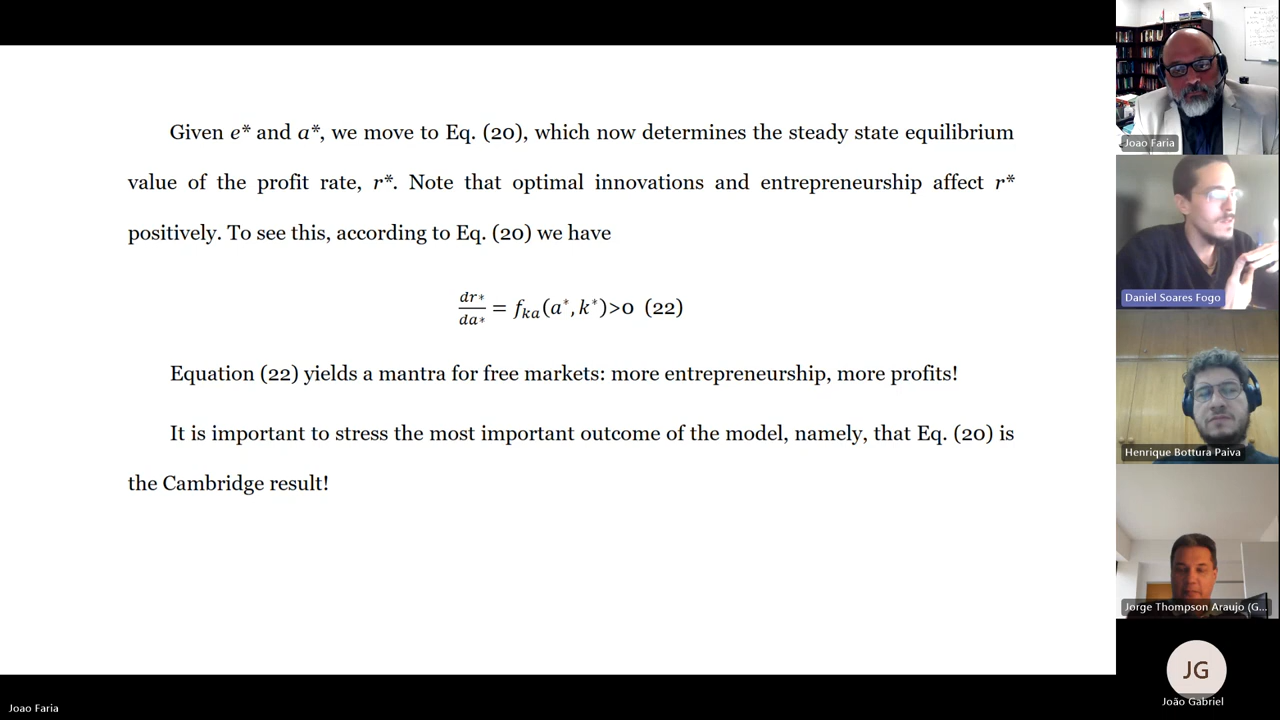 Given e* and a*, we move to Eq. (20), which now determines the steady state equilibrium
value of the profit rate, r*. Note that optimal innovations and entrepreneurship affect r*
positively. To see this, according to Eq. (20) we have
dr*/da* = f_ka(a*, k*)>0 (22)
Equation (22) yields a mantra for free markets: more entrepreneurship, more profits!
It is important to stress the most important outcome of the model, namely, that Eq. (20) is
the Cambridge result!
Joao Faria
Daniel Soares Fogo
Henrique Bottura Paiva
Jorge Thompson Araujo (G...
JG
João Gabriel
Joao Faria